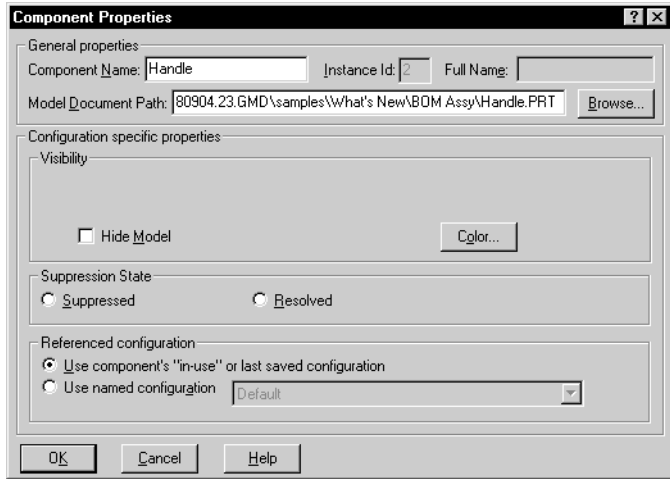 Component Properties
General properties
Component Name: Handle Instance Id: 2 Full Name:
Model Document Path: 80904.23.GMD\samples\What's New\BOM Assy\Handle.PRT Browse...
Configuration specific properties
Visibility
Hide Model Color...
Suppression State
Suppressed Resolved
Referenced configuration
Use component's "in-use" or last saved configuration
Use named configuration Default
OK Cancel Help